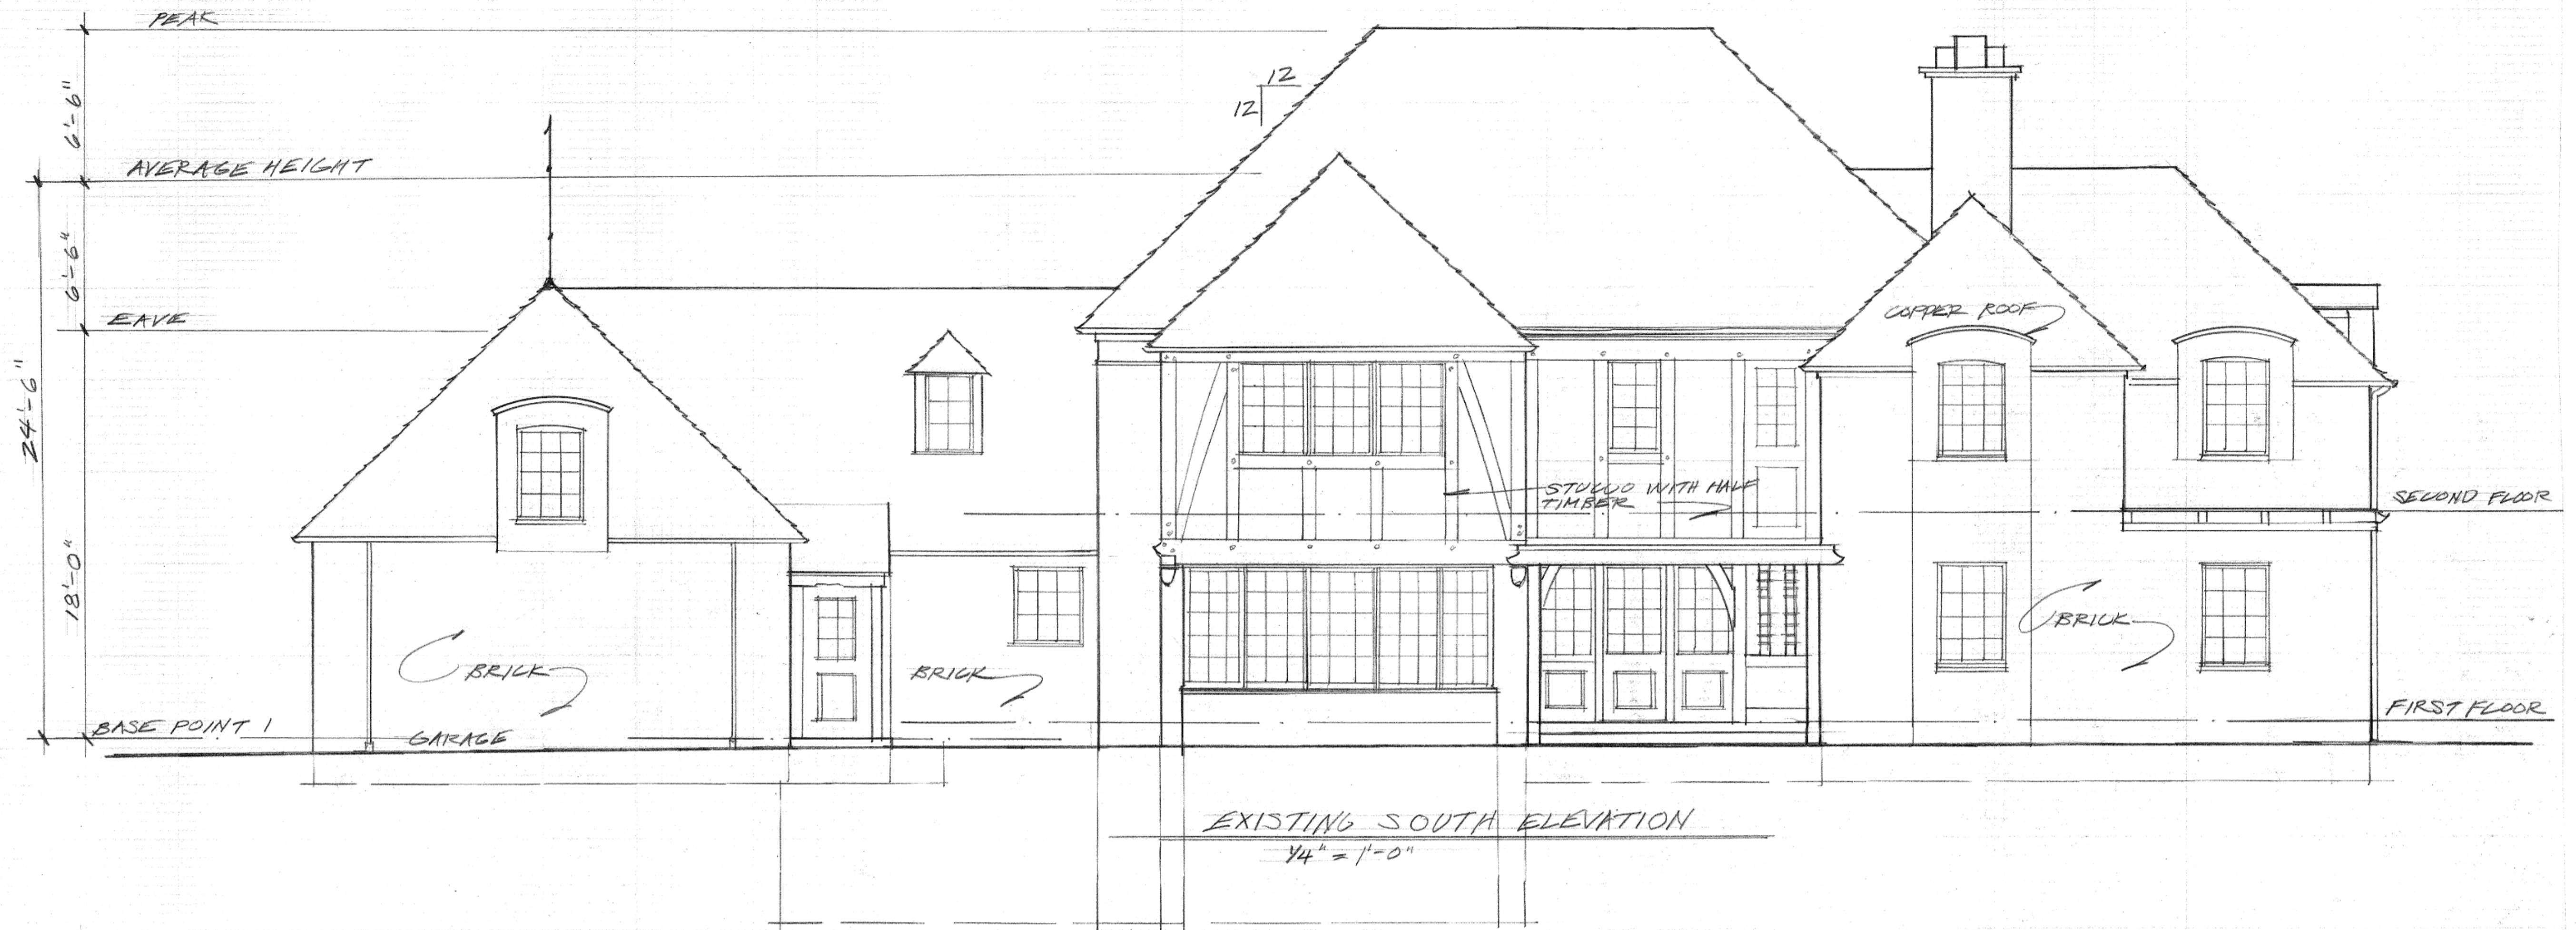 PEAK
6'-6"
12
12
AVERAGE HEIGHT
6'-6"
EAVE
COPPER ROOF
24'-6"
STUCCO WITH HALF
TIMBER
SECOND FLOOR
18'-0"
BRICK
BRICK
BRICK
FIRST FLOOR
BASE POINT 1
GARAGE
EXISTING SOUTH ELEVATION
1/4" = 1'-0"